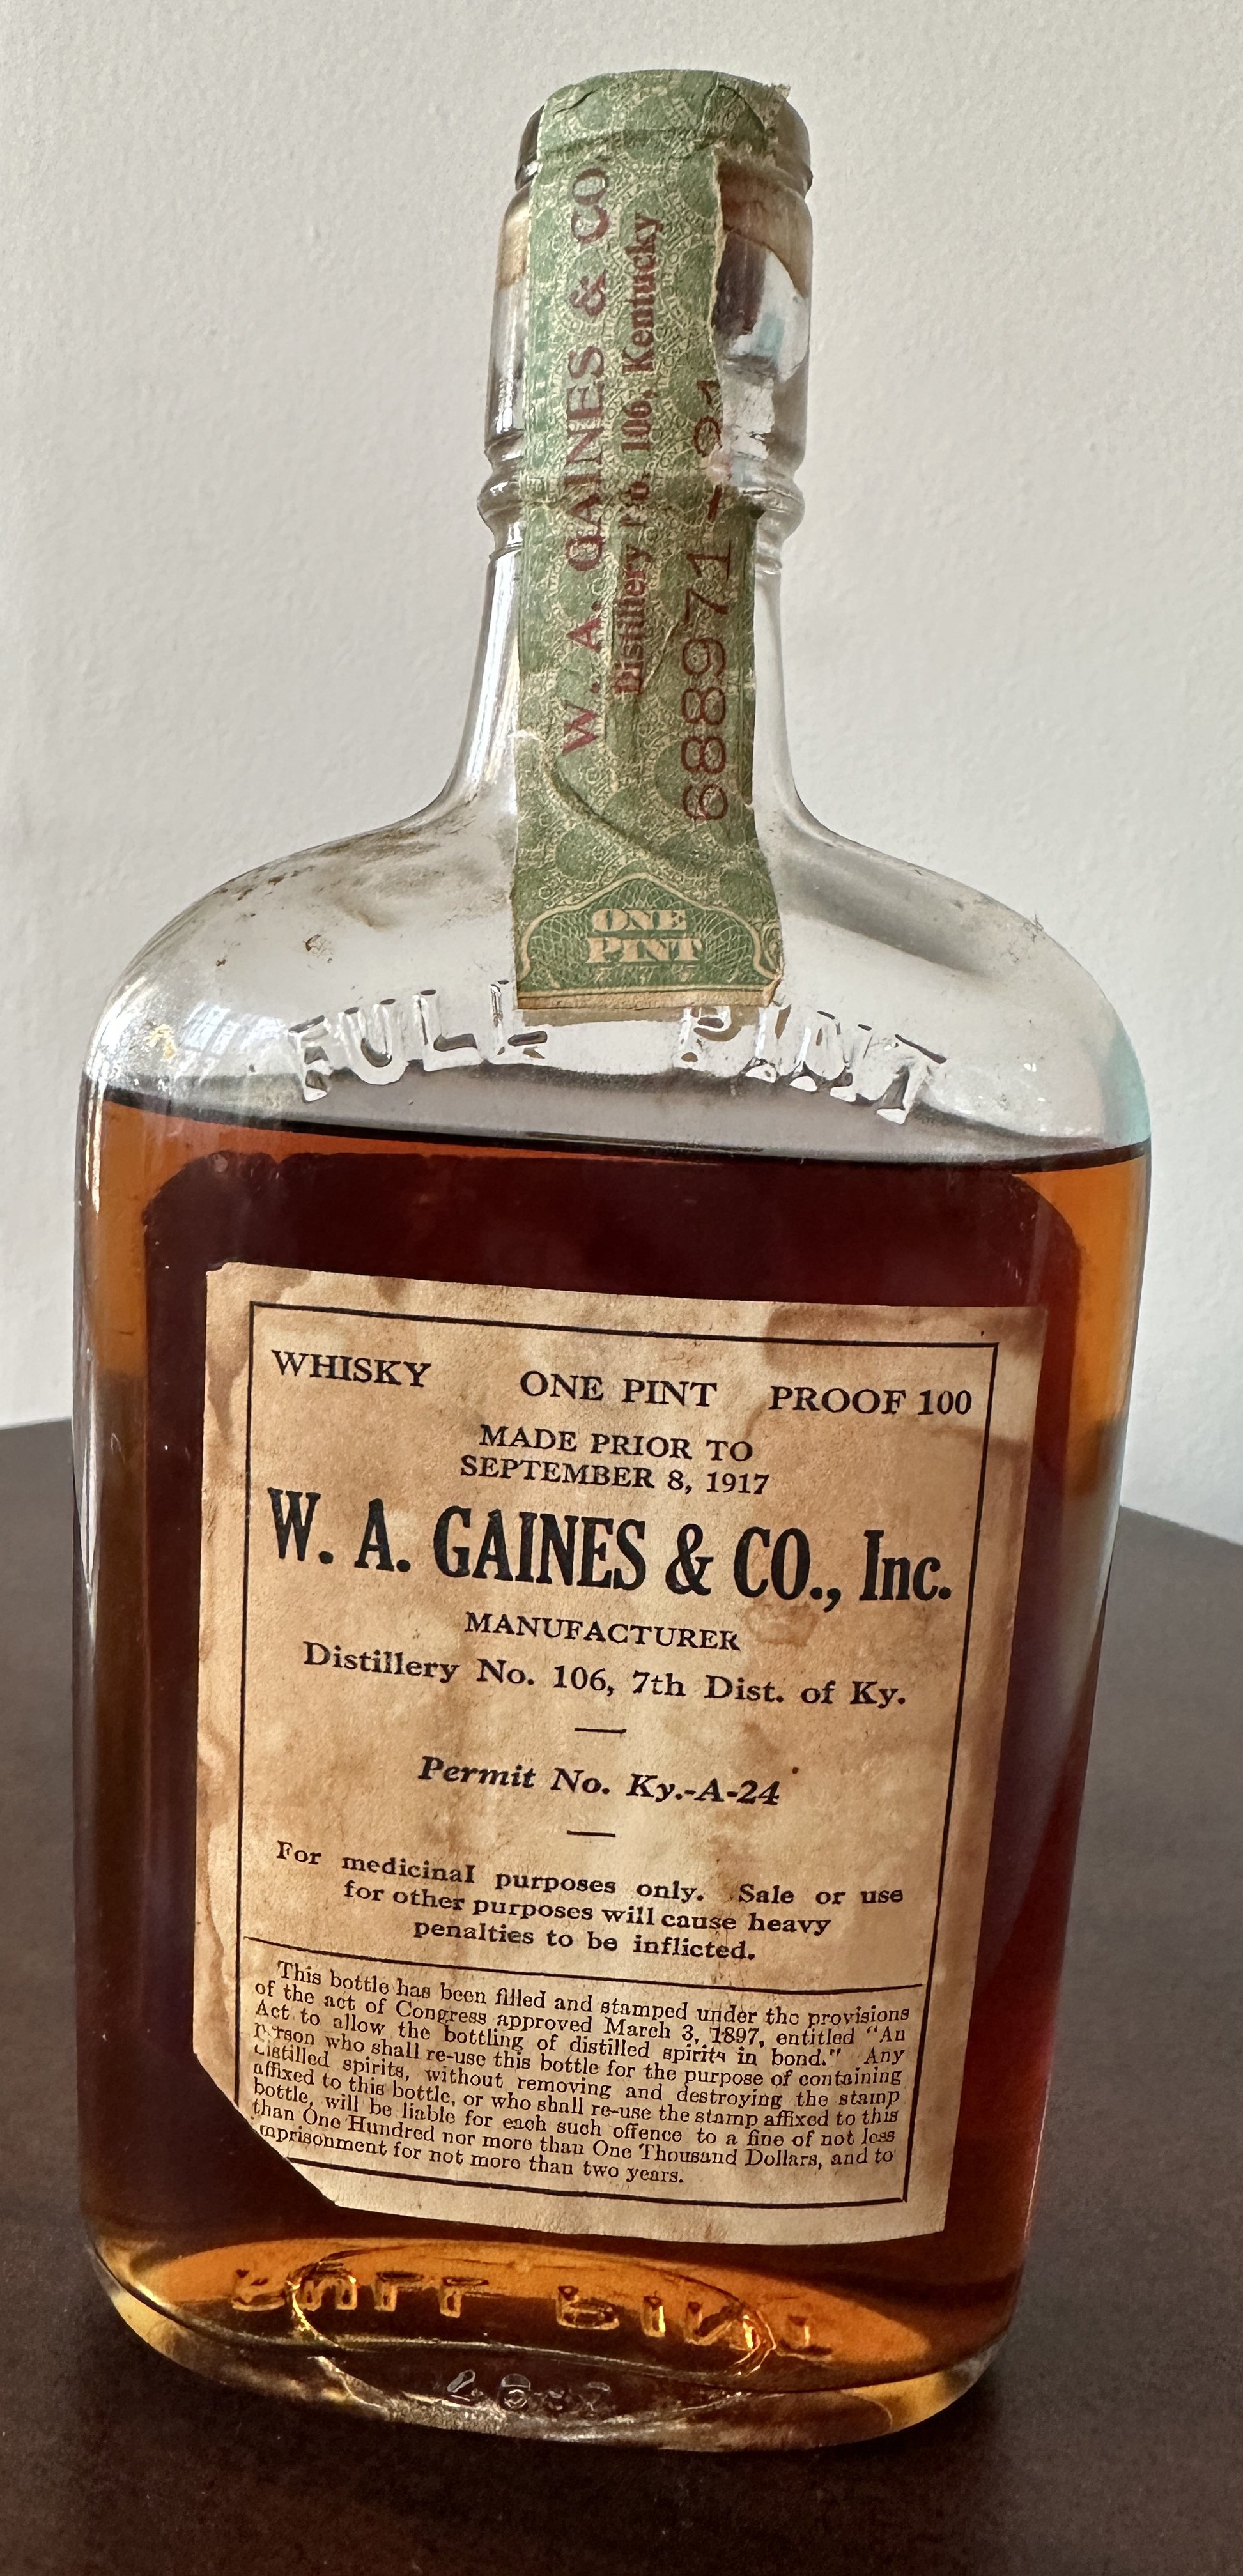 W. A. GAINES & CO.
Distillery No. 106, Kentucky
688971
ONE
PINT
FULL PINT
WHISKY ONE PINT PROOF 100
MADE PRIOR TO
SEPTEMBER 8, 1917
W. A. GAINES & CO., Inc.
MANUFACTURER
Distillery No. 106, 7th Dist. of Ky.
Permit No. Ky.-A-24
For medicinal purposes only. Sale or use
for other purposes will cause heavy
penalties to be inflicted.
This bottle has been filled and stamped under the provisions
of the act of Congress approved March 3, 1897, entitled "An
Act to allow the bottling of distilled spirits in bond." Any
person who shall re-use this bottle for the purpose of containing
distilled spirits, without removing and destroying the stamp
affixed to this bottle, or who shall re-use the stamp affixed to this
bottle, will be liable for each such offence to a fine of not less
than One Hundred nor more than One Thousand Dollars, and to
imprisonment for not more than two years.
FULL PINT